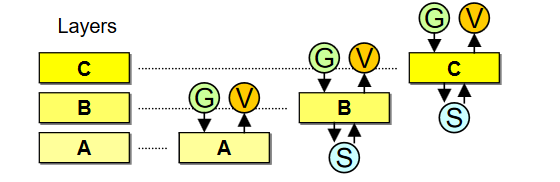 Layers
G V
C C
G V
B G V B S
A A S